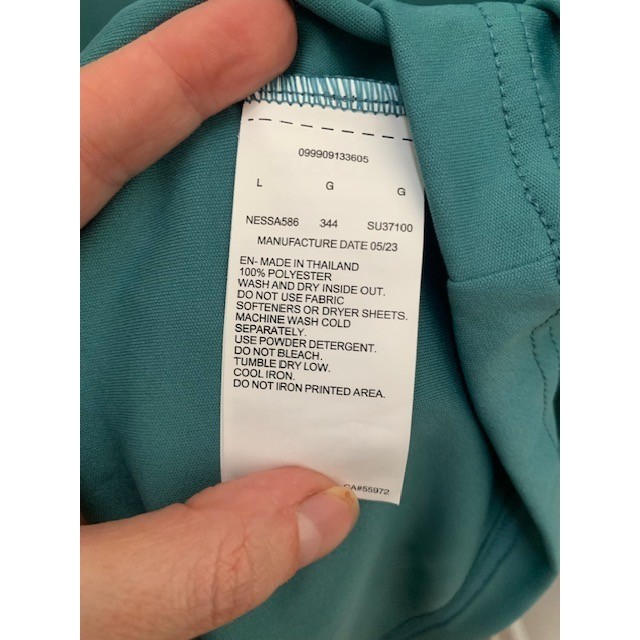 099909133605
L G G
NESSA586 344 SU37100
MANUFACTURE DATE 05/23
EN- MADE IN THAILAND
100% POLYESTER
WASH AND DRY INSIDE OUT.
DO NOT USE FABRIC
SOFTENERS OR DRYER SHEETS.
MACHINE WASH COLD
SEPARATELY.
USE POWDER DETERGENT.
DO NOT BLEACH.
TUMBLE DRY LOW.
COOL IRON.
DO NOT IRON PRINTED AREA.
CA#55972